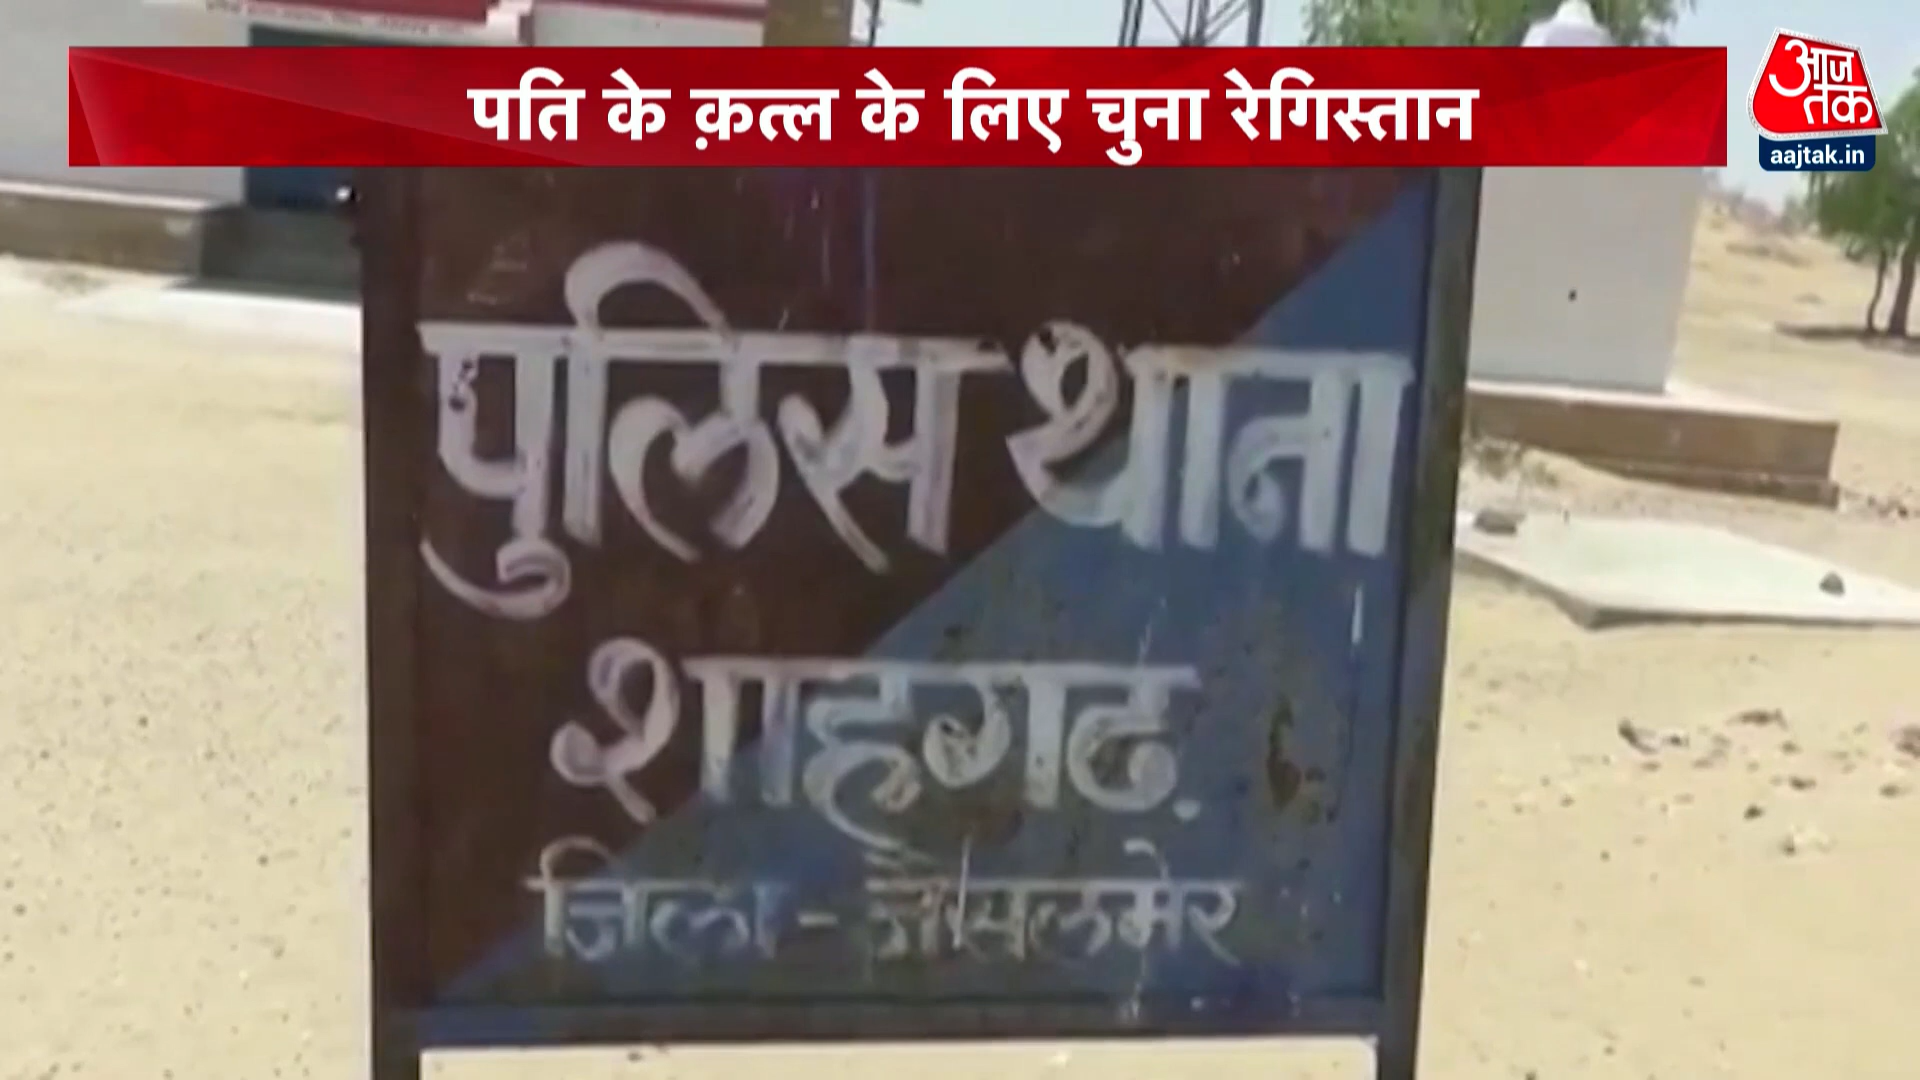 पति के क़त्ल के लिए चुना रेगिस्तान
आज
तक
aajtak.in
पुलिस थाना
शाहगढ़
जिला - जैसलमेर